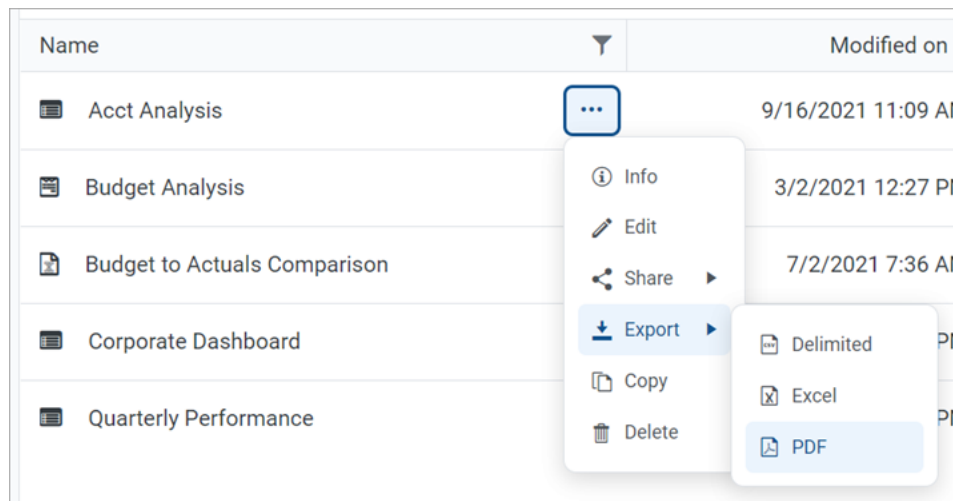 Name
Modified on
Acct Analysis
9/16/2021 11:09
Info
Budget Analysis
3/2/2021 12:27
Edit
Budget to Actuals Comparison
7/2/2021 7:36
Share
Export
Corporate Dashboard
Delimited
Copy
Excel
Quarterly Performance
Delete
PDF